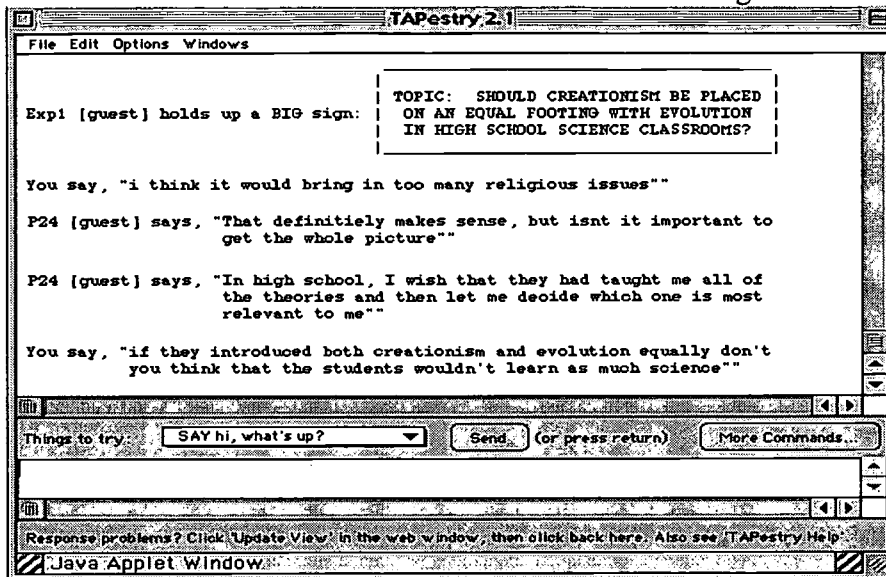 TAPestry 2.1
File Edit Options Windows
TOPIC: SHOULD CREATIONISM BE PLACED
Exp1 [guest] holds up a BIG sign: ON AN EQUAL FOOTING WITH EVOLUTION
IN HIGH SCHOOL SCIENCE CLASSROOMS?
You say, "i think it would bring in too many religious issues""
P24 [guest] says, "That definitiely makes sense, but isnt it important to
get the whole picture""
P24 [guest] says, "In high school, I wish that they had taught me all of
the theories and then let me decide which one is most
relevant to me""
You say, "if they introduced both creationism and evolution equally don't
you think that the students wouldn't learn as much science""
Things to try: SAY hi, what's up? Send (or press return) More Commands...
Response problems? Click 'Update View' in the web window, then click back here. Also see 'TAPestry Help'
Java Applet Window